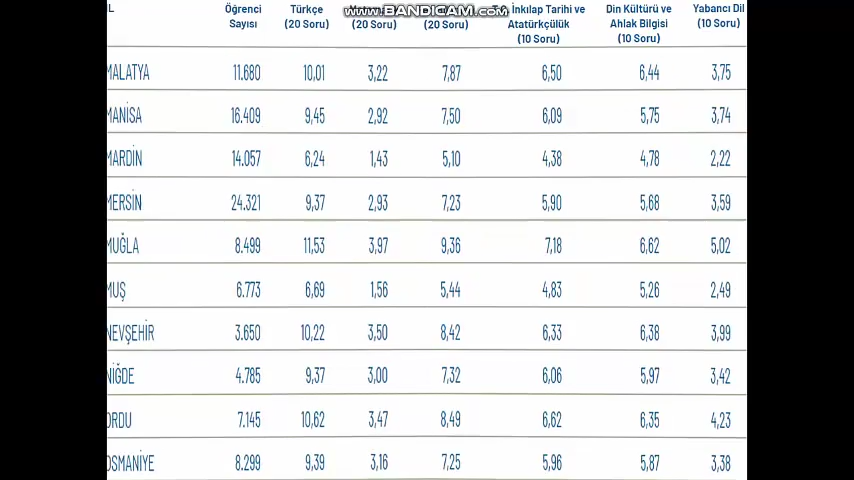 İL Öğrenci Sayısı Türkçe (20 Soru) (20 Soru) (20 Soru) İnkılap Tarihi ve Atatürkçülük (10 Soru) Din Kültürü ve Ahlak Bilgisi (10 Soru) Yabancı Dil (10 Soru)
www.BANDICAM.com
MALATYA 11.680 10,01 3,22 7,87 6,50 6,44 3,75
MANİSA 16.409 9,45 2,92 7,50 6,09 5,75 3,74
MARDİN 14.057 6,24 1,43 5,10 4,38 4,78 2,22
MERSİN 24.321 9,37 2,93 7,23 5,90 5,68 3,59
MUĞLA 8.499 11,53 3,97 9,36 7,18 6,62 5,02
MUŞ 6.773 6,69 1,56 5,44 4,83 5,26 2,49
NEVŞEHİR 3.650 10,22 3,50 8,42 6,33 6,38 3,99
NİĞDE 4.785 9,37 3,00 7,32 6,06 5,97 3,42
ORDU 7.145 10,62 3,47 8,49 6,62 6,35 4,23
OSMANİYE 8.299 9,39 3,16 7,25 5,96 5,87 3,38